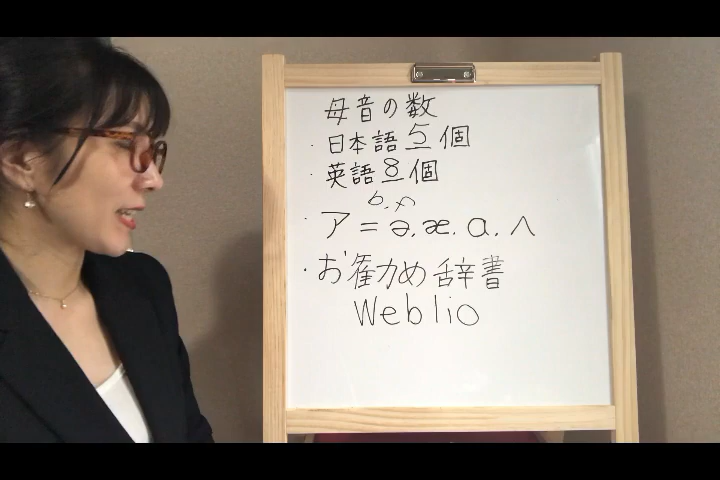 母音の数
・日本語 5個
・英語 8個
・ア = ə. æ. ɑ. ʌ
・お勧め辞書
Weblio